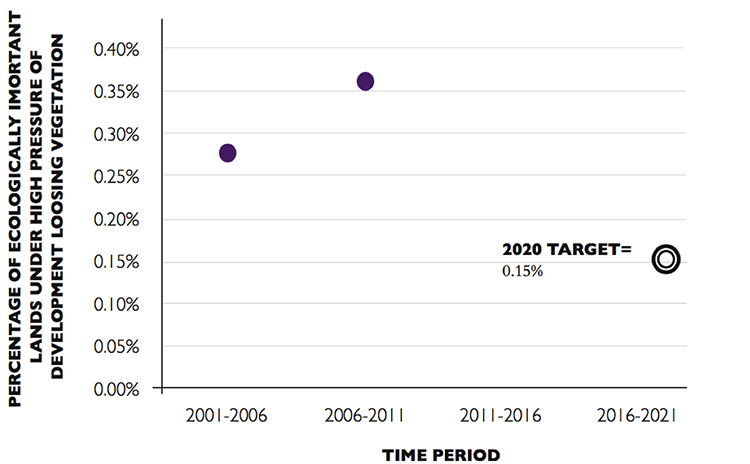 PERCENTAGE OF ECOLOGICALLY IMORTANT
LANDS UNDER HIGH PRESSURE OF
DEVELOPMENT LOOSING VEGETATION
0.40%
0.35%
0.30%
0.25%
0.20%
0.15%
0.10%
0.05%
0.00%
2020 TARGET=
0.15%
2001-2006
2006-2011
2011-2016
2016-2021
TIME PERIOD